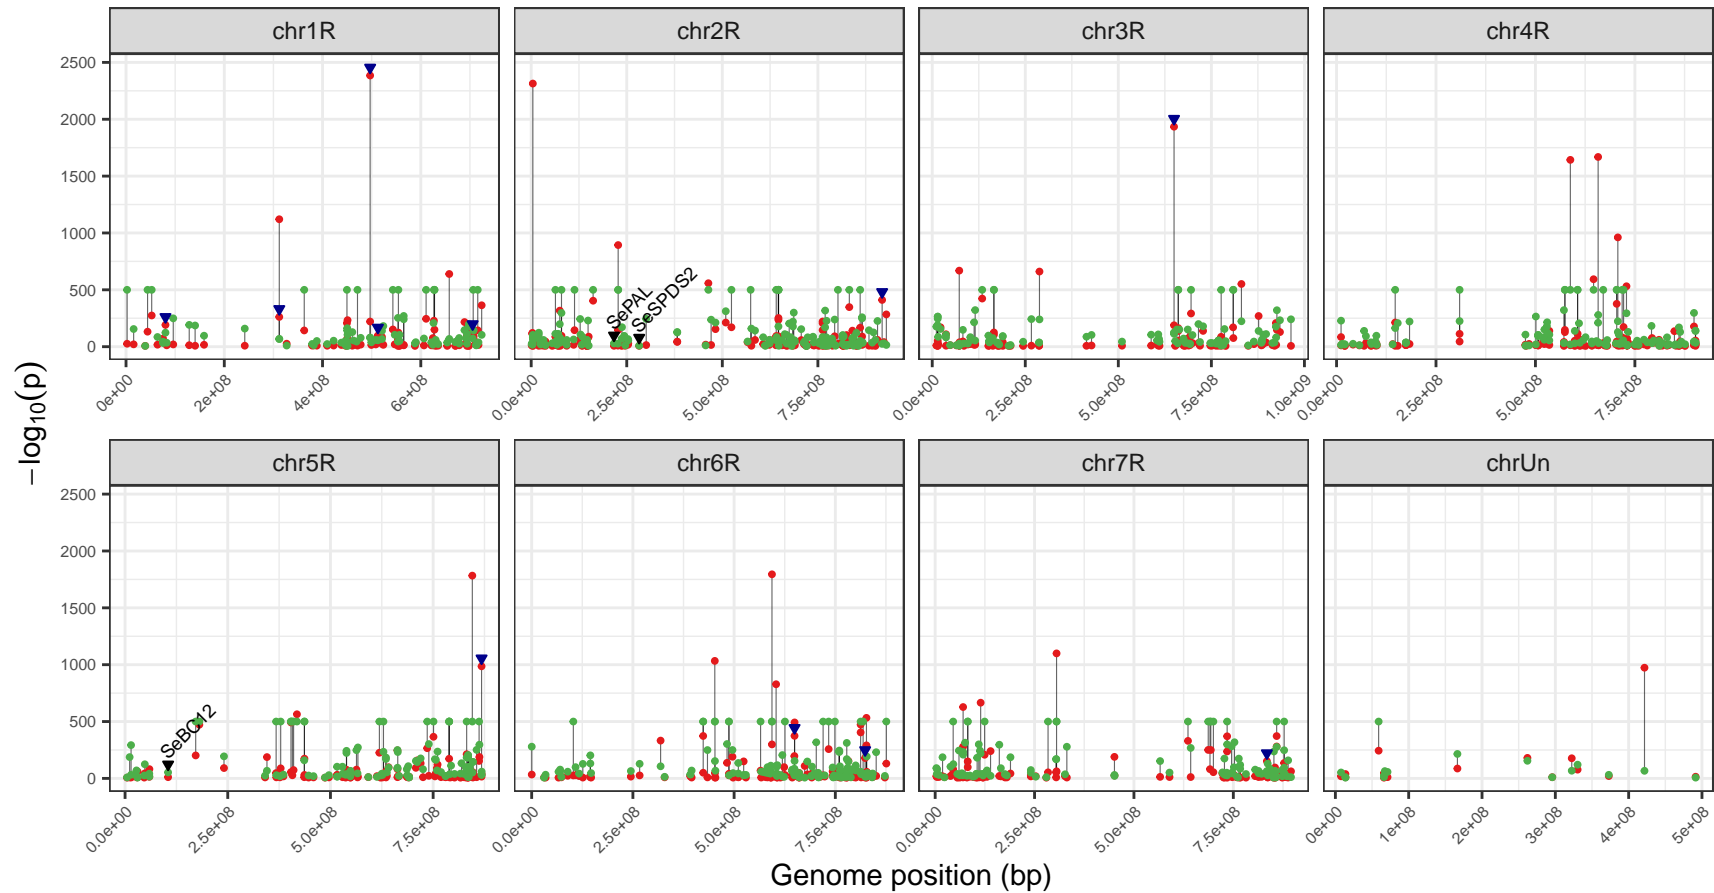 chr1R chr2R chr3R chr4R
2500
2000
1500
1000
500
0
SePAL
SeSPDS2
0e+00 2e+08 4e+08 6e+08 0.0e+00 2.5e+08 5.0e+08 7.5e+08 0.0e+00 2.5e+08 5.0e+08 7.5e+08 1.0e+09 0.0e+00 2.5e+08 5.0e+08 7.5e+08
−log10(p)
chr5R chr6R chr7R chrUn
2500
2000
1500
1000
500
0
SeBC12
0.0e+00 2.5e+08 5.0e+08 7.5e+08 0.0e+00 2.5e+08 5.0e+08 7.5e+08 0.0e+00 2.5e+08 5.0e+08 7.5e+08 0e+00 1e+08 2e+08 3e+08 4e+08 5e+08
Genome position (bp)